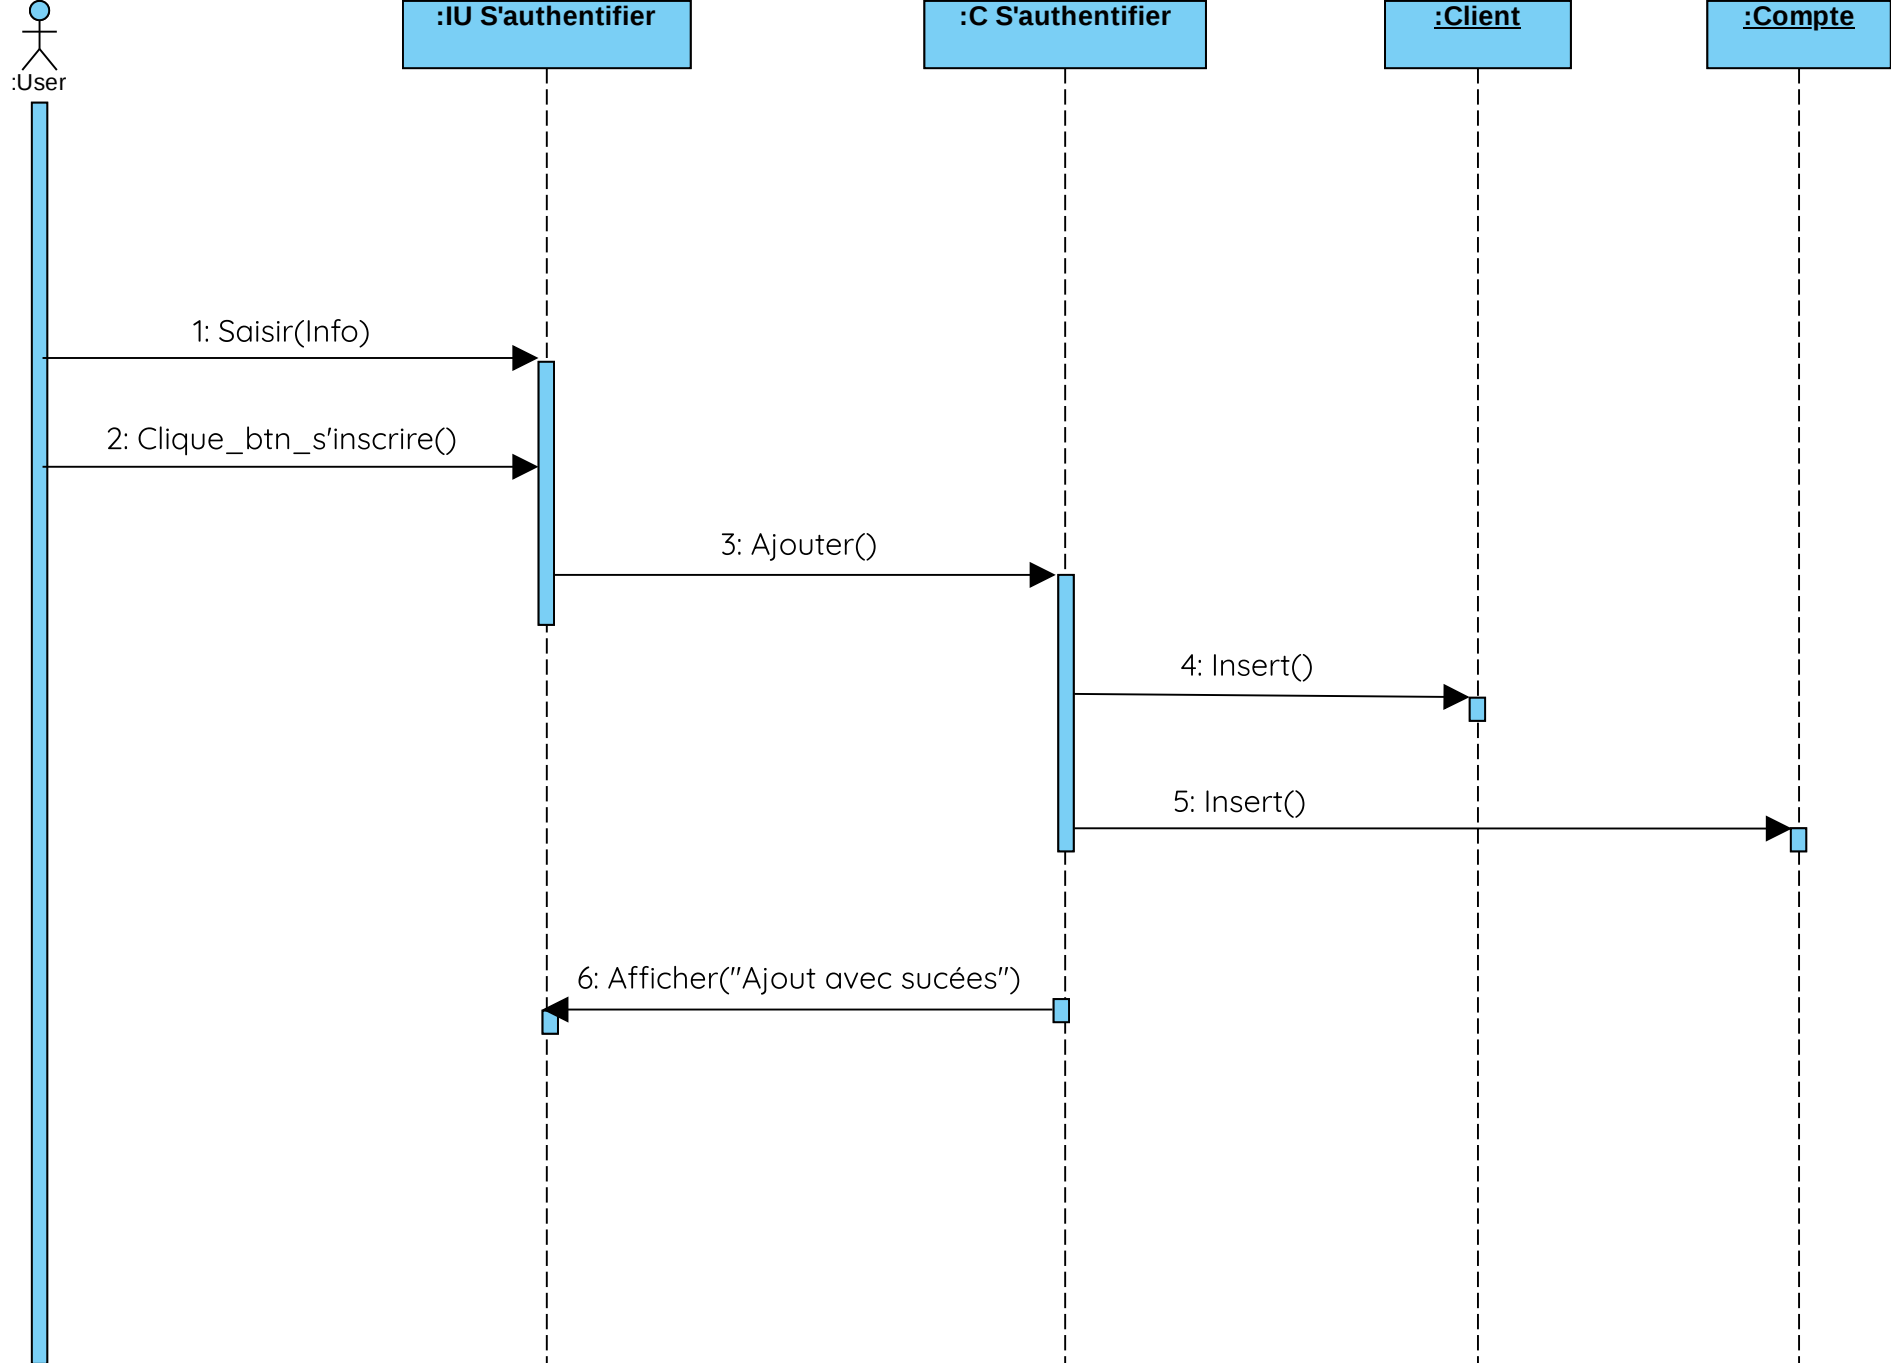 :User
:IU S'authentifier
:C S'authentifier
:Client
:Compte
1: Saisir(Info)
2: Clique_btn_s'inscrire()
3: Ajouter()
4: Insert()
5: Insert()
6: Afficher("Ajout avec sucées")